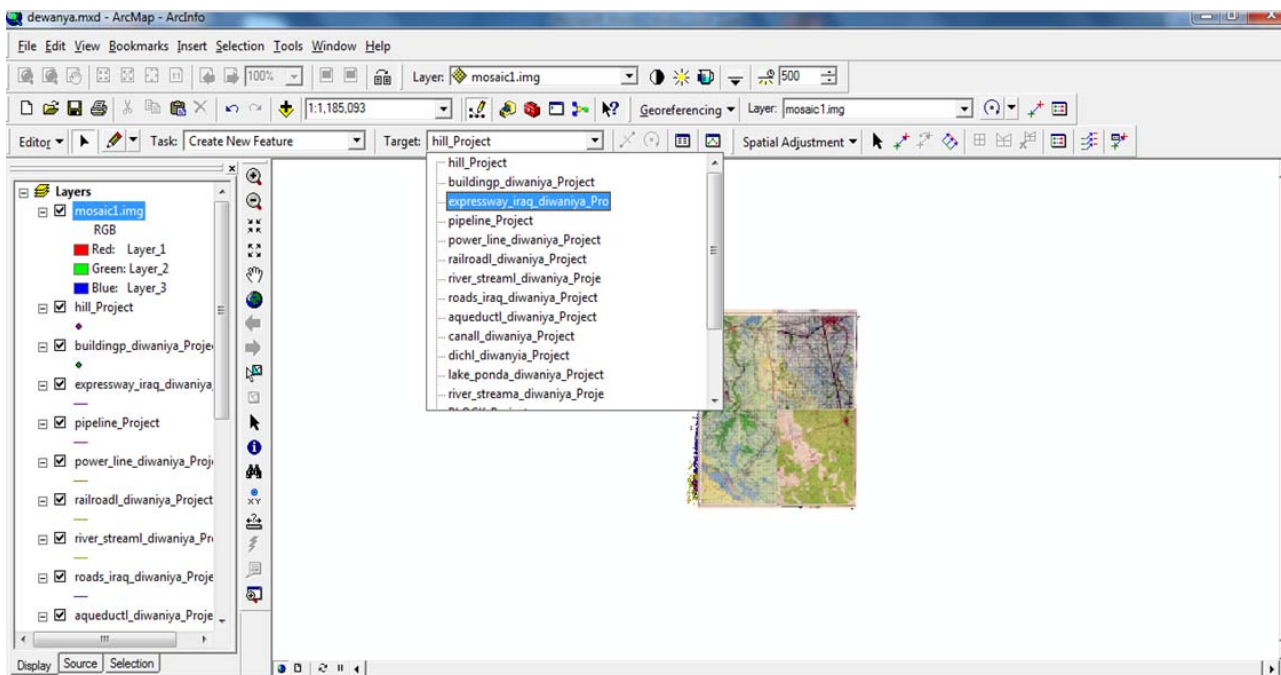 dewanya.mxd - ArcMap - ArcInfo
File Edit View Bookmarks Insert Selection Tools Window Help
100% Layer: mosaic1.img 500
1:1,185,093 Georeferencing Layer: mosaic1.img
Editor Task: Create New Feature Target: hill_Project Spatial Adjustment
hill_Project
buildingp_diwaniya_Project
expressway_iraq_diwaniya_Pro
pipeline_Project
power_line_diwaniya_Project
railroadl_diwaniya_Project
river_streaml_diwaniya_Proje
roads_iraq_diwaniya_Project
aqueductl_diwaniya_Project
canall_diwaniya_Project
dichl_diwanyia_Project
lake_ponda_diwaniya_Project
river_streama_diwaniya_Proje
Layers
mosaic1.img
RGB
Red: Layer_1
Green: Layer_2
Blue: Layer_3
hill_Project
buildingp_diwaniya_Proje
expressway_iraq_diwaniya_
pipeline_Project
power_line_diwaniya_Proj
railroadl_diwaniya_Project
river_streaml_diwaniya_Pr
roads_iraq_diwaniya_Proje
aqueductl_diwaniya_Proje
XY
Display Source Selection